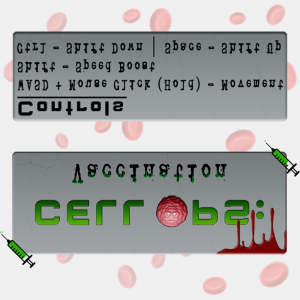 CELL OPS:
Vaccination
Controls
WASD + Mouse Click (Hold) - Movement
Shift - Speed Boost
Ctrl - Shift Down | Space - Shift Up